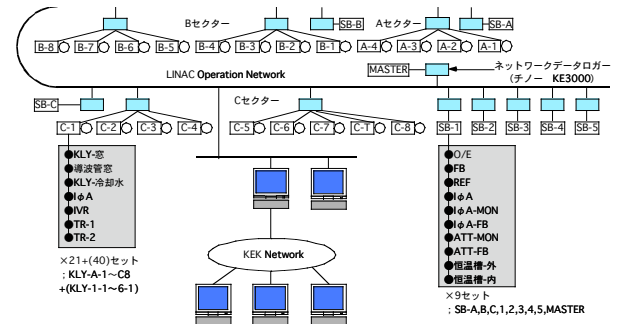 Bセクター
SB-B
Aセクター
SB-A
B-8
B-7
B-6
B-5
B-4
B-3
B-2
B-1
A-4
A-3
A-2
A-1
LINAC Operation Network
MASTER
ネットワークデータロガー
(チノー KE3000)
SB-C
Cセクター
C-1
C-2
C-3
C-4
C-5
C-6
C-7
C-T
C-8
SB-1
SB-2
SB-3
SB-4
SB-5
●KLY-窓
●導波管窓
●KLY-冷却水
●IφA
●IVR
●TR-1
●TR-2
×21+(40)セット
; KLY-A-1~C8
+(KLY-1-1~6-1)
KEK Network
●O/E
●FB
●REF
●IφA
●IφA-MON
●IφA-FB
●ATT-MON
●ATT-FB
●恒温槽-外
●恒温槽-内
×9セット
; SB-A,B,C,1,2,3,4,5,MASTER